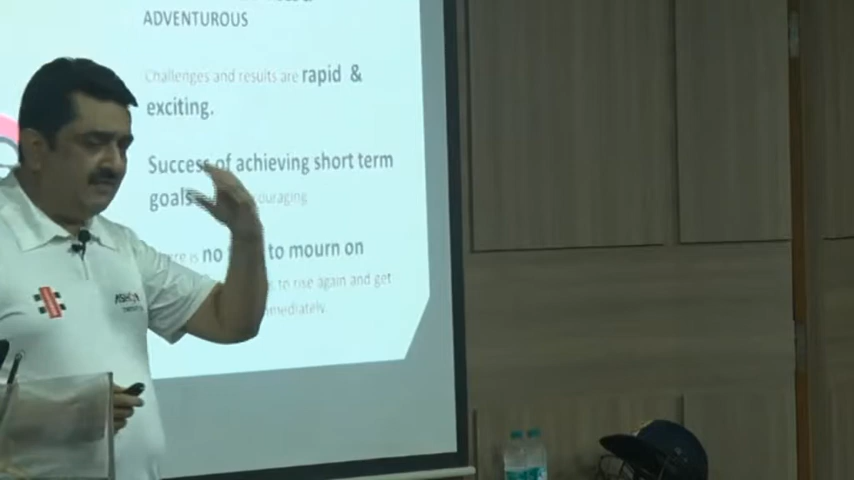 ADVENTUROUS
Challenges and results are rapid &
exciting.
Success of achieving short term
goals
no to mourn on
to rise again and get